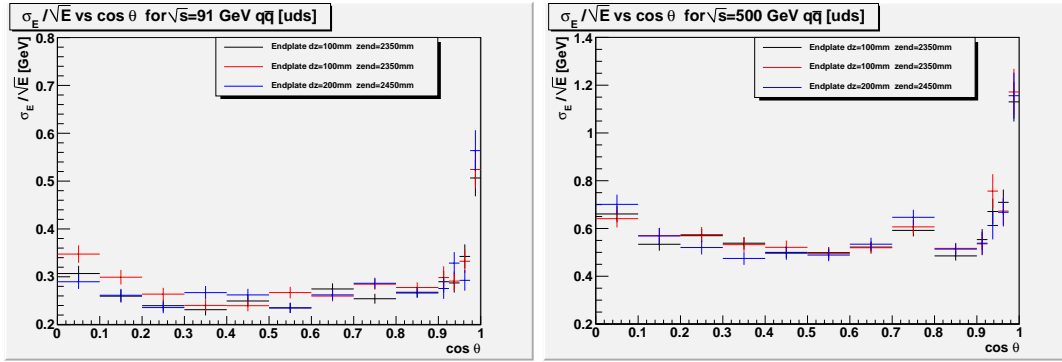 σE /√E vs cos θ for√s=91 GeV qq̄ [uds]
σE /√E [GeV]
0.8
0.7
0.6
0.5
0.4
0.3
0.2
Endplate dz=100mm zend=2350mm
Endplate dz=100mm zend=2350mm
Endplate dz=200mm zend=2450mm
0 0.1 0.2 0.3 0.4 0.5 0.6 0.7 0.8 0.9 1
cos θ
σE /√E vs cos θ for√s=500 GeV qq̄ [uds]
σE /√E [GeV]
1.4
1.2
1
0.8
0.6
0.4
0.2
Endplate dz=100mm zend=2350mm
Endplate dz=100mm zend=2350mm
Endplate dz=200mm zend=2450mm
0 0.1 0.2 0.3 0.4 0.5 0.6 0.7 0.8 0.9 1
cos θ